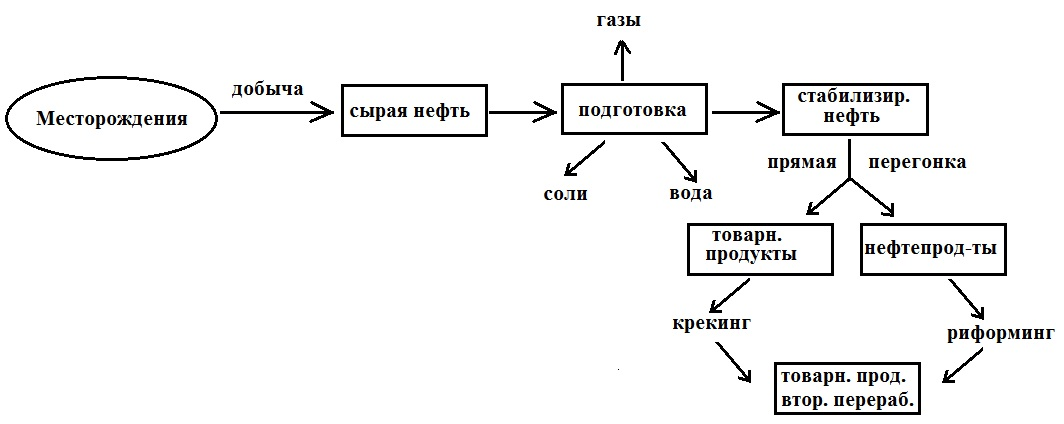 газы
добыча
Месторождения
сырая нефть
подготовка
стабилизир.
нефть
соли
вода
прямая перегонка
товарн.
продукты
нефтепрод-ты
крекинг
риформинг
товарн. прод.
втор. перераб.